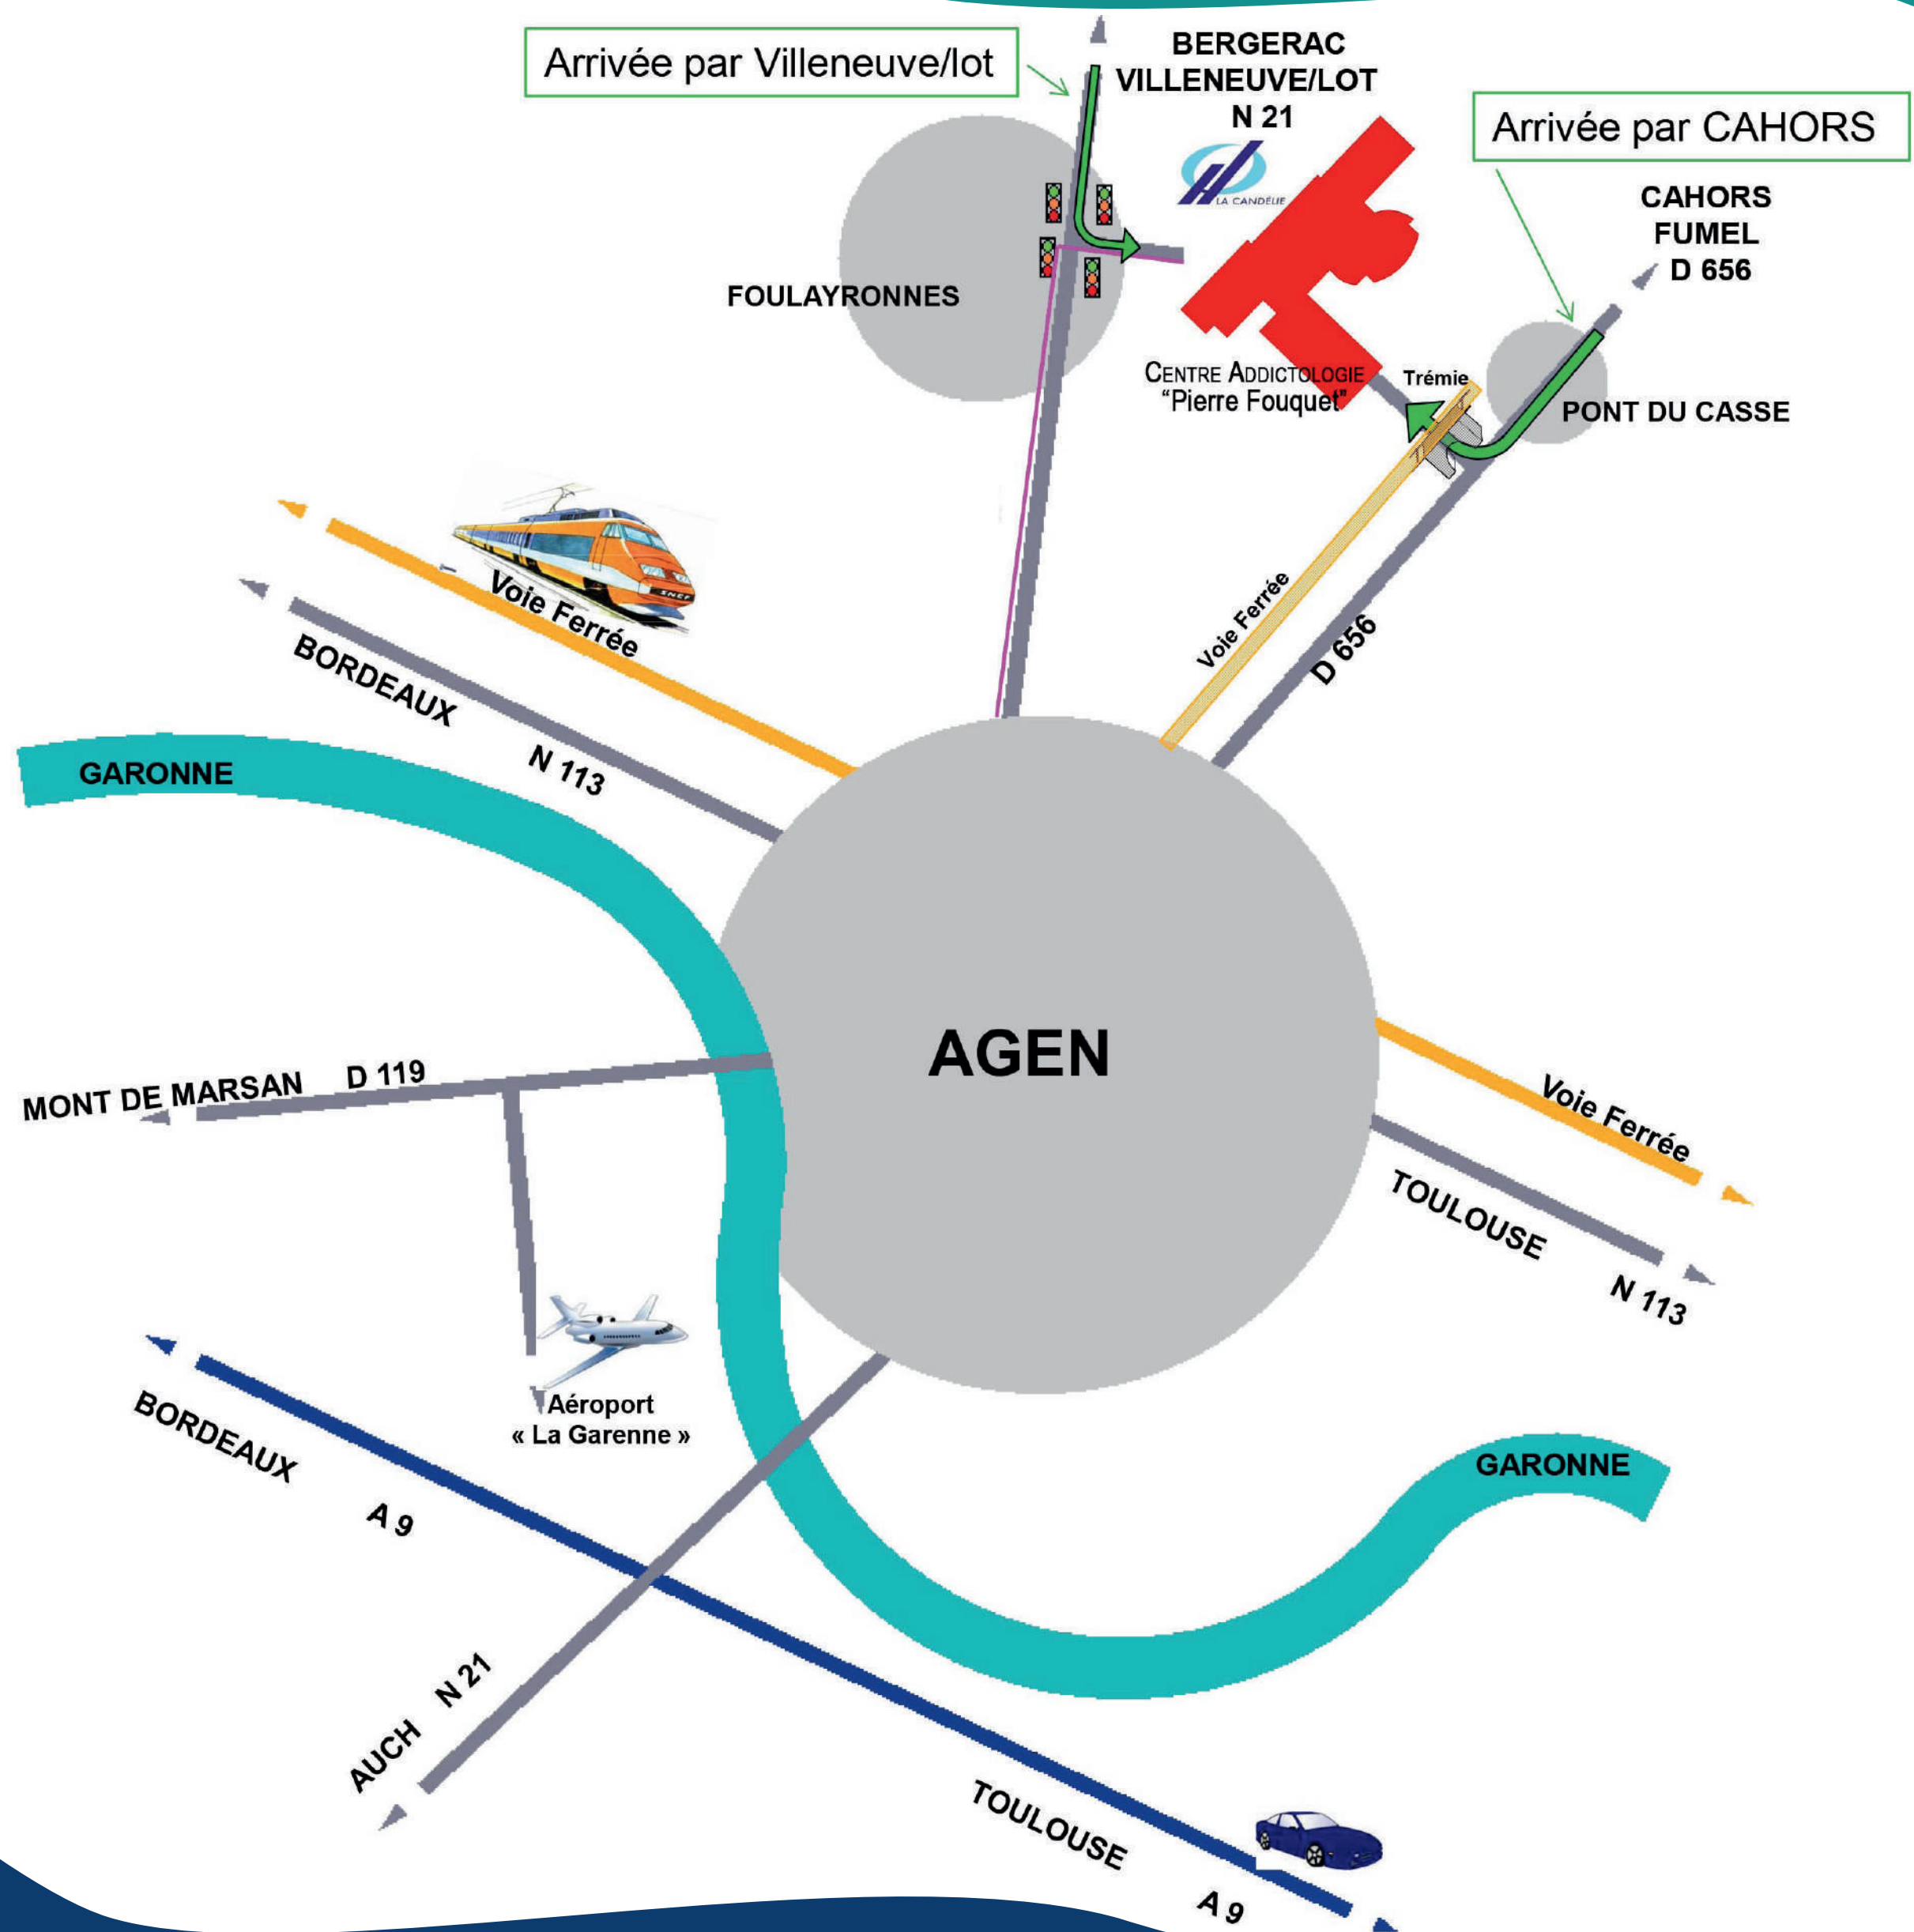 Arrivée par Villeneuve/lot
BERGERAC
VILLENEUVE/LOT
N 21
LA CANDÉLIE
Arrivée par CAHORS
CAHORS
FUMEL
D 656
FOULAYRONNES
CENTRE ADDICTOLOGIE
“Pierre Fouquet”
Trémie
PONT DU CASSE
SNCF
Voie Ferrée
BORDEAUX
N 113
Voie Ferrée
D 656
GARONNE
AGEN
MONT DE MARSAN D 119
Voie Ferrée
TOULOUSE
N 113
Aéroport
« La Garenne »
BORDEAUX
A 9
GARONNE
AUCH N 21
TOULOUSE
A 9